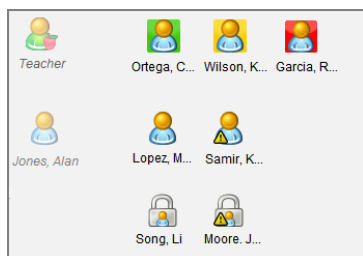 Teacher
Ortega, C...
Wilson, K...
Garcia, R...
Jones, Alan
Lopez, M...
Samir, K...
Song, Li
Moore. J...